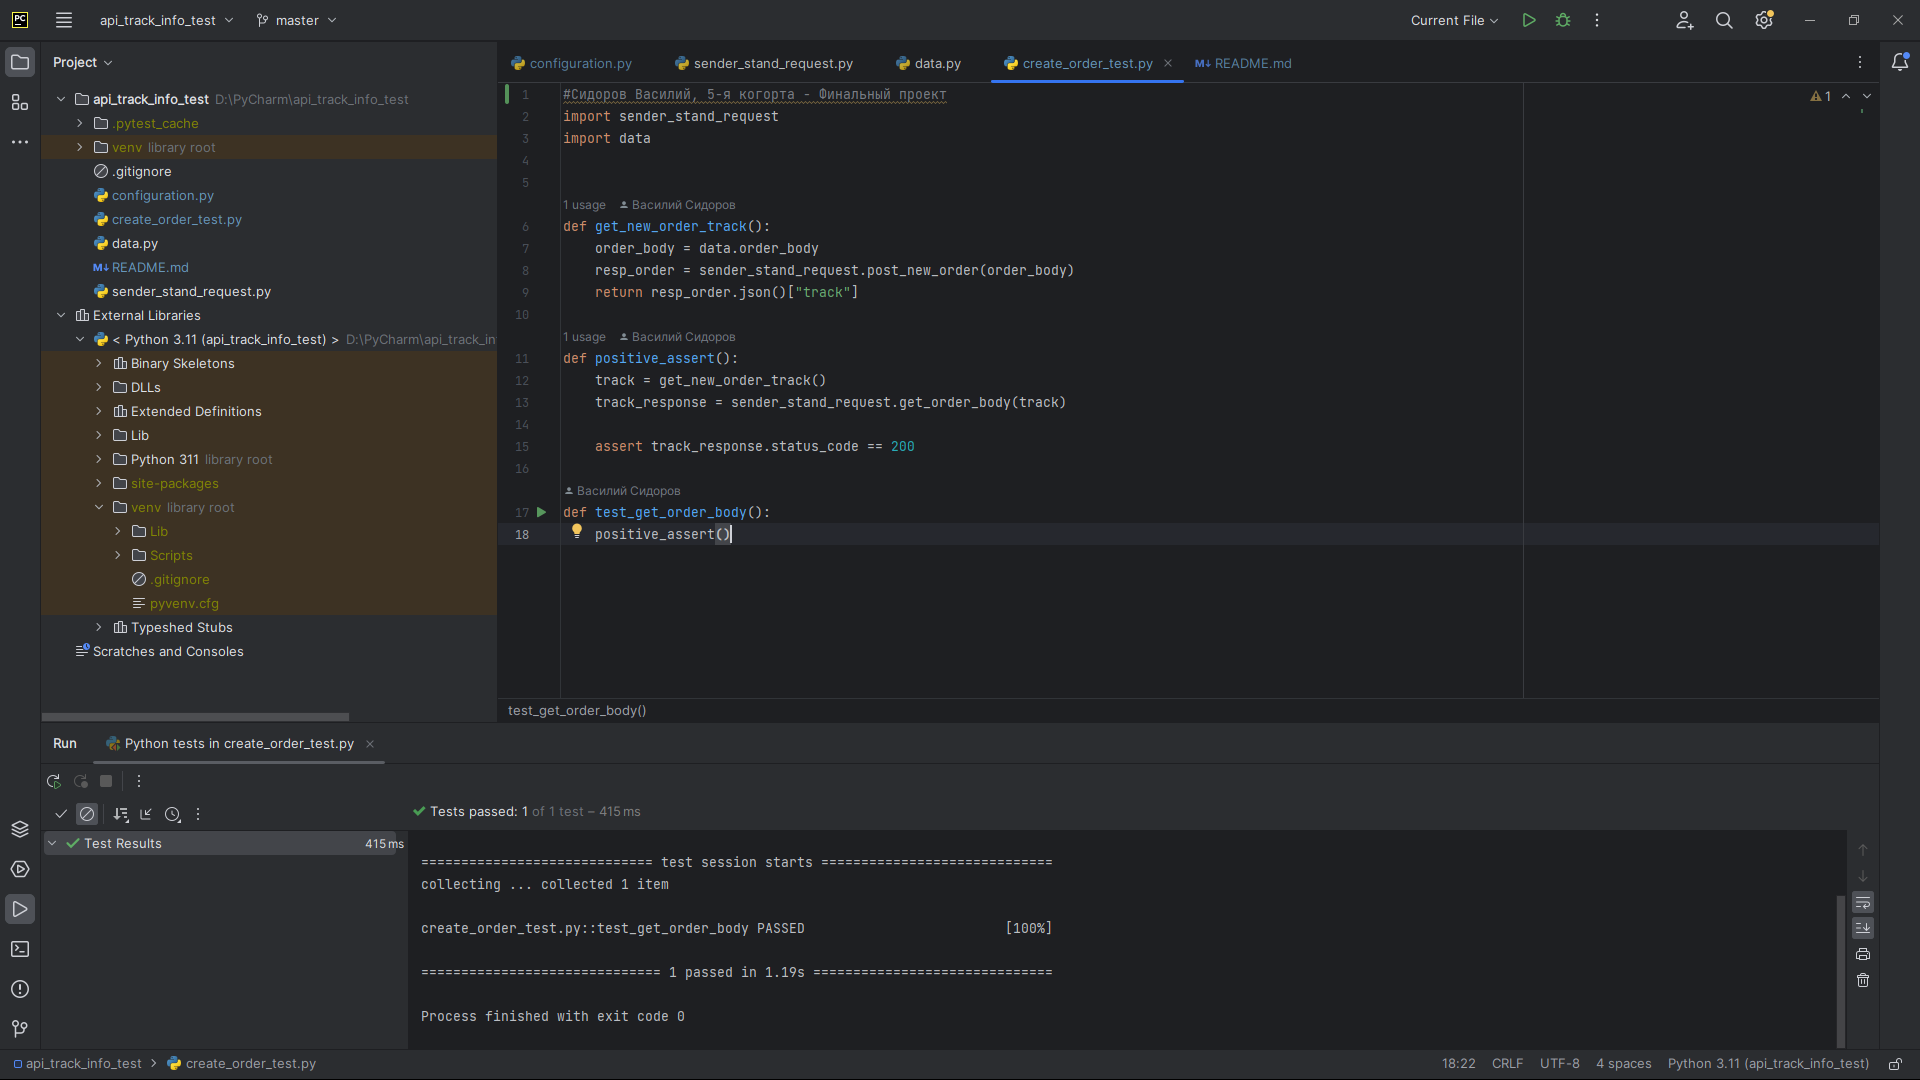 PC
api_track_info_test
master
Current File
Project
api_track_info_test D:\PyCharm\api_track_info_test
.pytest_cache
venv library root
.gitignore
configuration.py
create_order_test.py
data.py
M↓ README.md
sender_stand_request.py
External Libraries
< Python 3.11 (api_track_info_test) > D:\PyCharm\api_track_in
Binary Skeletons
DLLs
Extended Definitions
Lib
Python 311 library root
site-packages
venv library root
Lib
Scripts
.gitignore
pyvenv.cfg
Typeshed Stubs
Scratches and Consoles
configuration.py
sender_stand_request.py
data.py
create_order_test.py
M↓ README.md
1 #Сидоров Василий, 5-я когорта - Финальный проект
1
2 import sender_stand_request
3 import data
4
5
1 usage Василий Сидоров
6 def get_new_order_track():
7 order_body = data.order_body
8 resp_order = sender_stand_request.post_new_order(order_body)
9 return resp_order.json()["track"]
10
1 usage Василий Сидоров
11 def positive_assert():
12 track = get_new_order_track()
13 track_response = sender_stand_request.get_order_body(track)
14
15 assert track_response.status_code == 200
16
Василий Сидоров
17 def test_get_order_body():
18 positive_assert()
test_get_order_body()
Run
Python tests in create_order_test.py
Tests passed: 1 of 1 test – 415 ms
Test Results 415 ms
============================= test session starts =============================
collecting ... collected 1 item
create_order_test.py::test_get_order_body PASSED [100%]
============================== 1 passed in 1.19s ==============================
Process finished with exit code 0
api_track_info_test > create_order_test.py
18:22 CRLF UTF-8 4 spaces Python 3.11 (api_track_info_test)